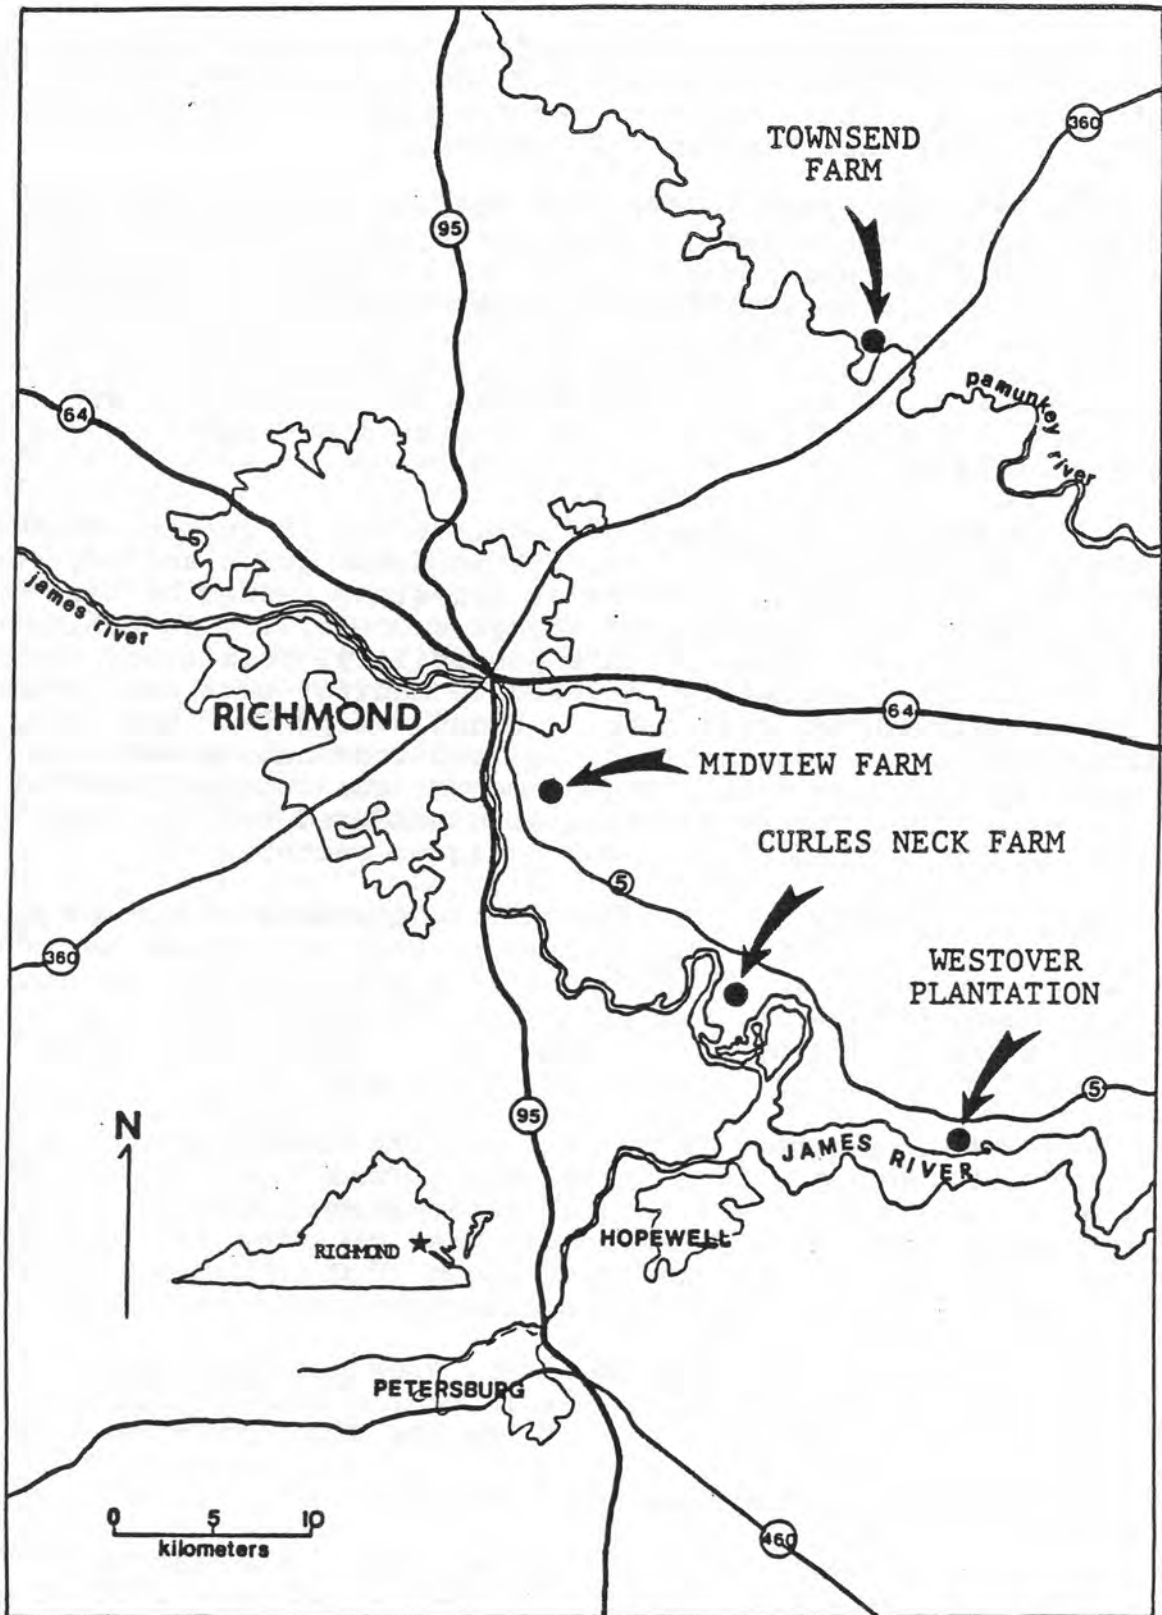 TOWNSEND
FARM
360
95
64
pamunkey river
james river
RICHMOND
64
MIDVIEW FARM
CURLES NECK FARM
5
360
WESTOVER
PLANTATION
95
5
N
JAMES RIVER
HOPEWELL
RICHMOND
PETERSBURG
0 5 10
kilometers
460